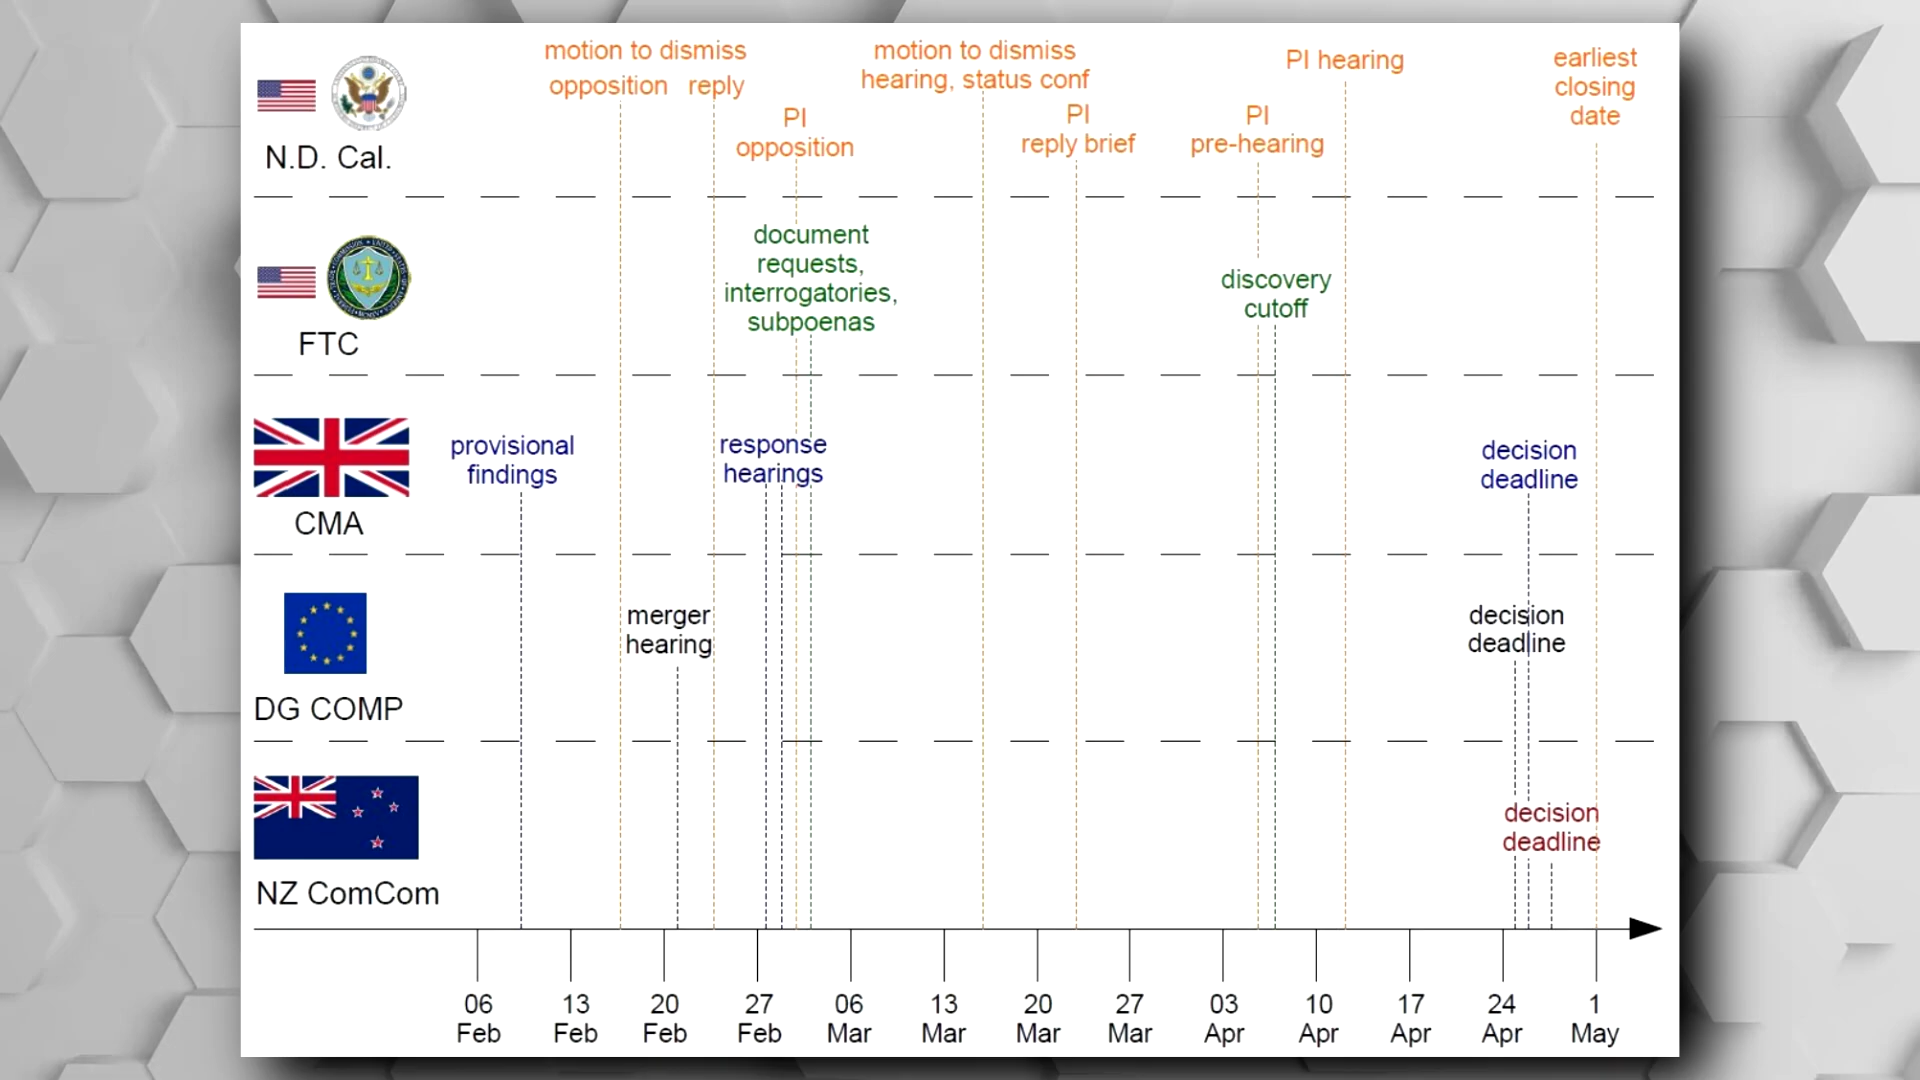 motion to dismiss
opposition reply
PI
opposition
motion to dismiss
hearing, status conf
PI
reply brief
PI
pre-hearing
PI hearing
earliest
closing
date
N.D. Cal.
document
requests,
interrogatories,
subpoenas
discovery
cutoff
FTC
provisional
findings
response
hearings
decision
deadline
CMA
merger
hearing
decision
deadline
DG COMP
decision
deadline
NZ ComCom
06 13 20 27 06 13 20 27 03 10 17 24 1
Feb Feb Feb Feb Mar Mar Mar Mar Apr Apr Apr Apr May